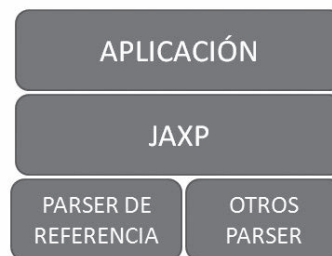 APLICACIÓN
JAXP
PARSER DE
REFERENCIA
OTROS
PARSER